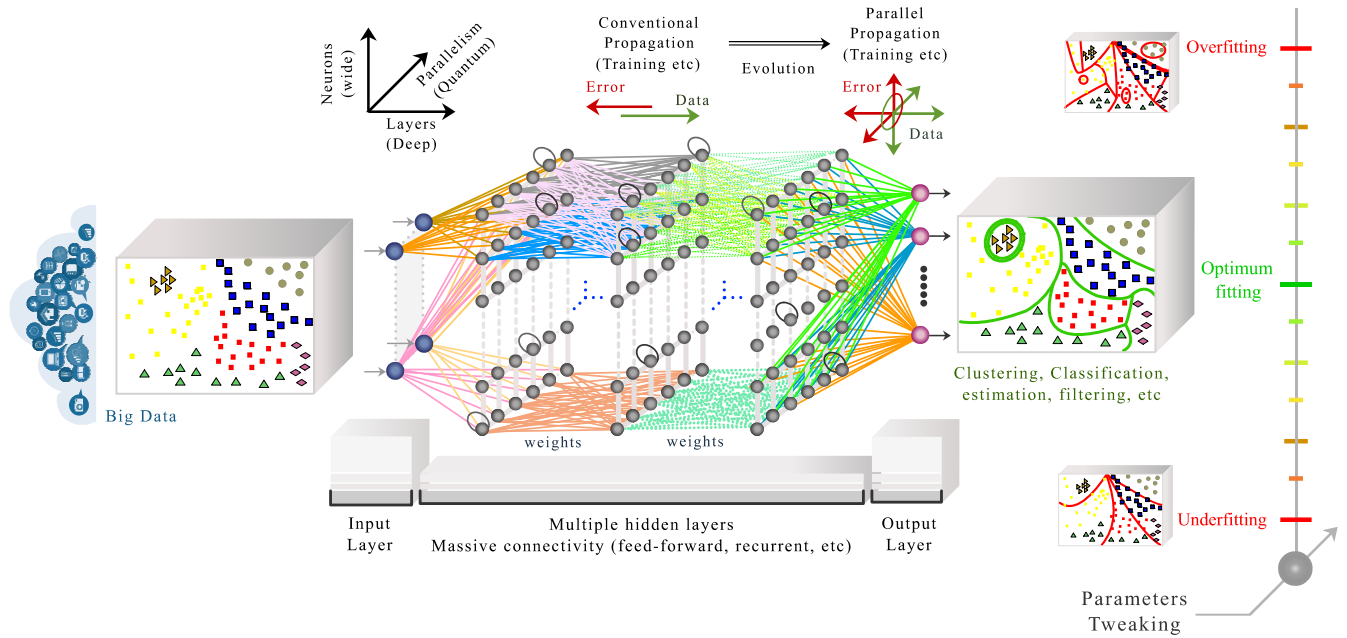 Neurons
(wide)
Parallelism
(Quantum)
Layers
(Deep)
Conventional
Propagation
(Training etc)
Error
Data
Evolution
Parallel
Propagation
(Training etc)
Error
Data
Big Data
weights
weights
Input
Layer
Multiple hidden layers
Massive connectivity (feed-forward, recurrent, etc)
Output
Layer
Clustering, Classification,
estimation, filtering, etc
Overfitting
Optimum
fitting
Underfitting
Parameters
Tweaking